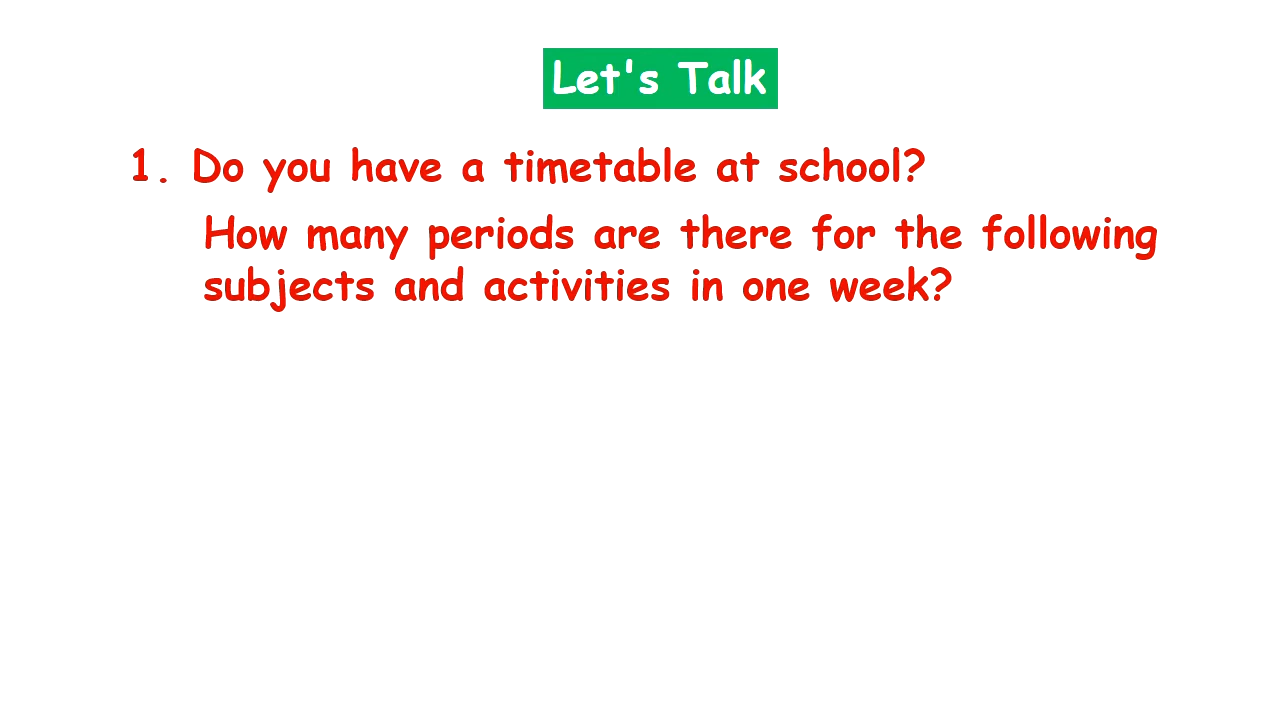 Let's Talk
1. Do you have a timetable at school?
How many periods are there for the following
subjects and activities in one week?